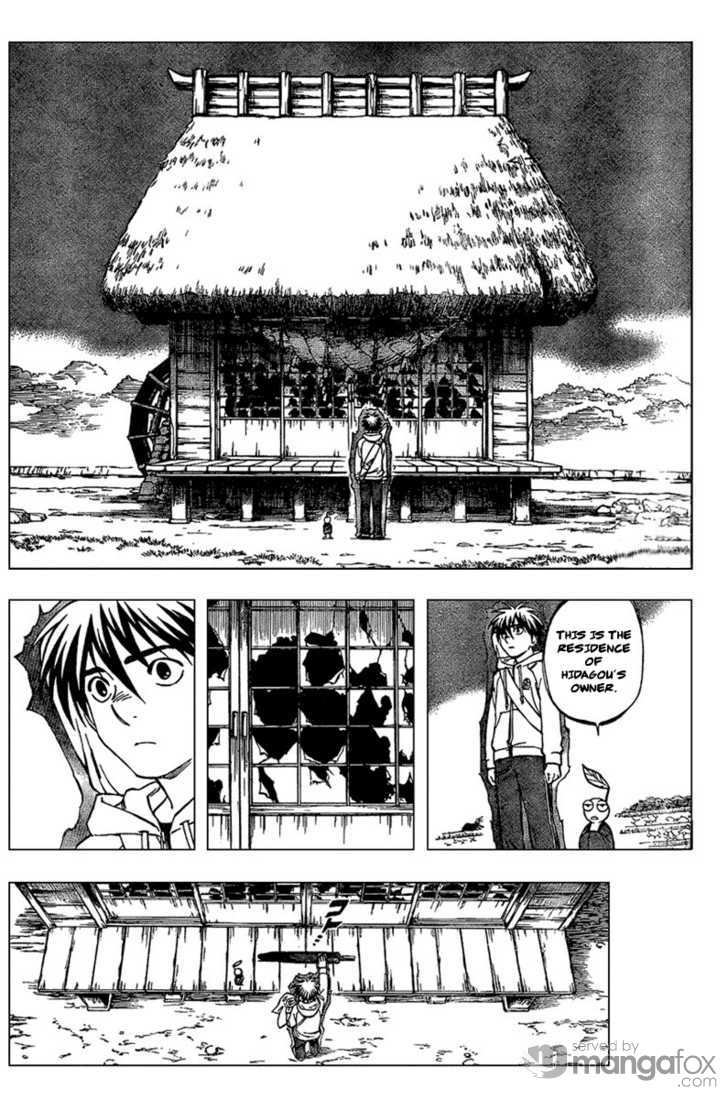 THIS IS THE
RESIDENCE
OF
HIDAGOU'S
OWNER.
served by
mangafox
.com